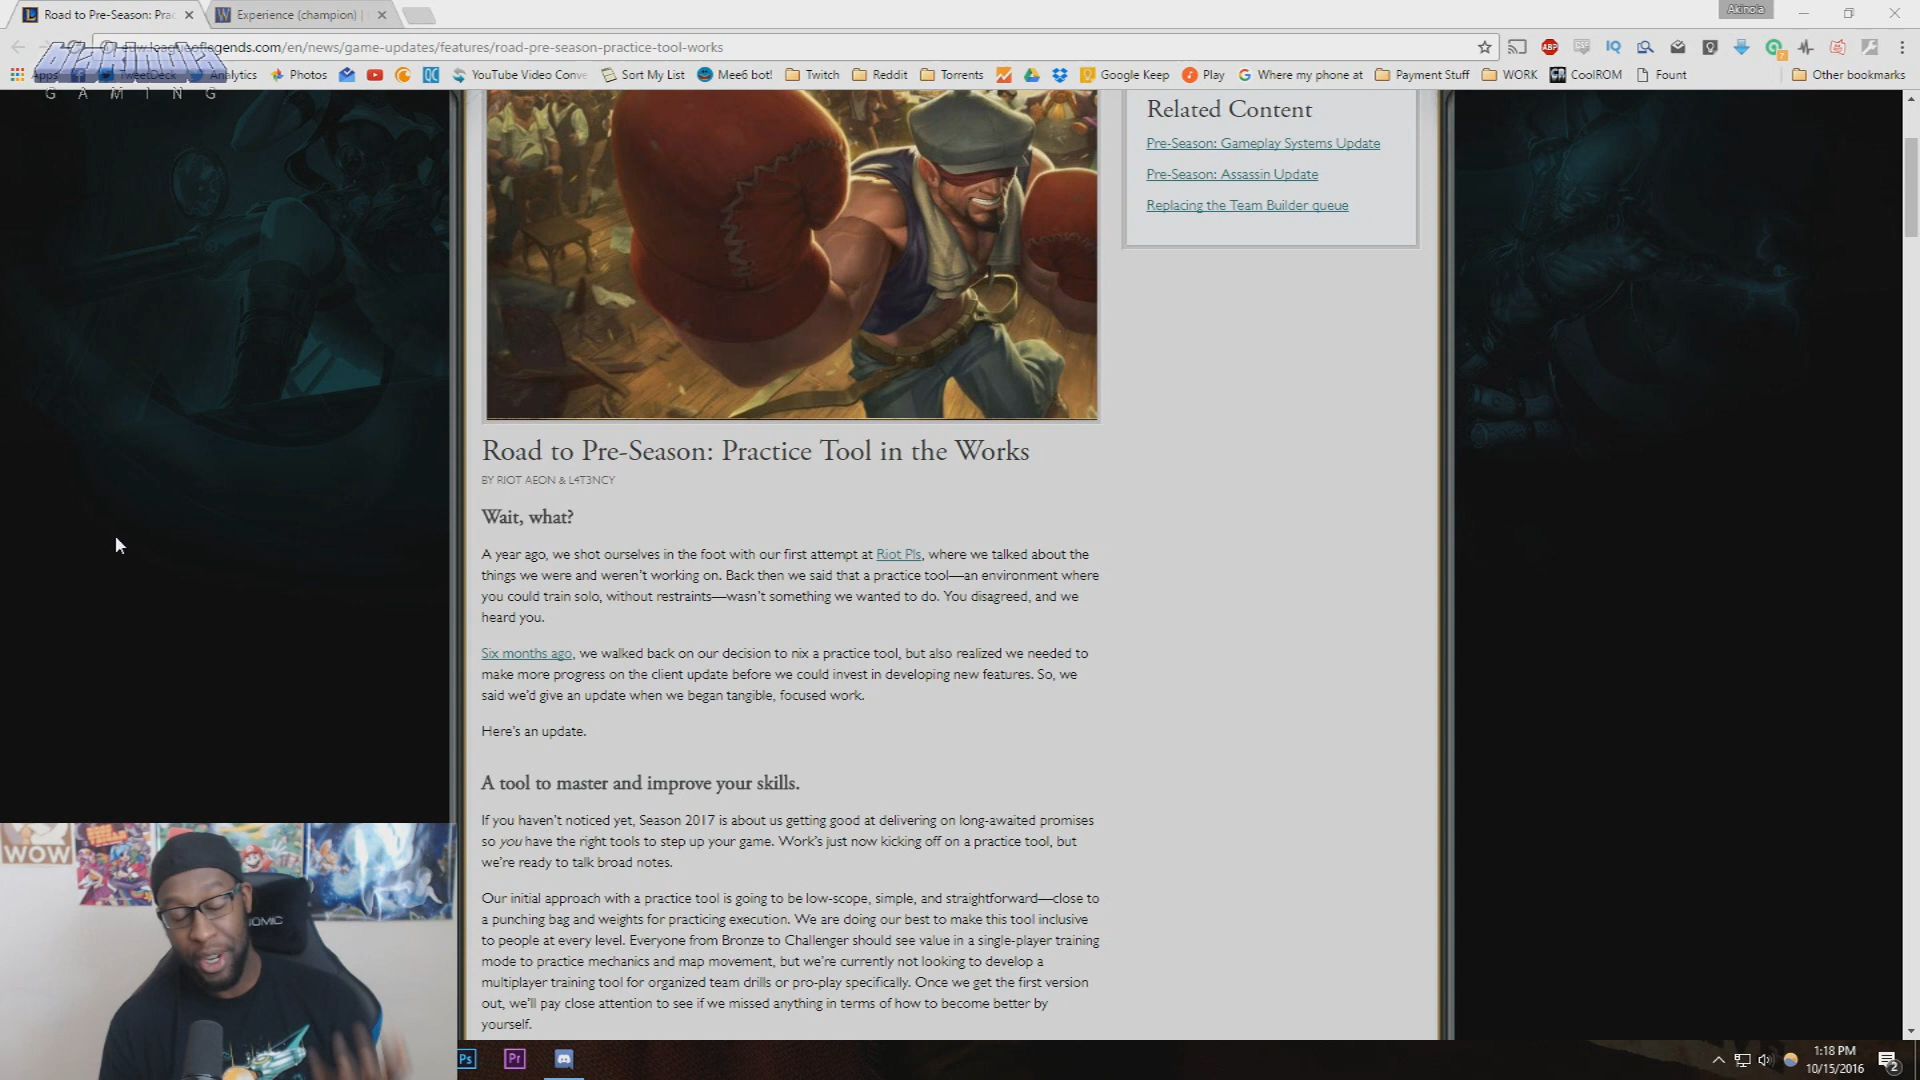 Road to Pre-Season: Prac
Experience (champion) |
Akinola
euw.leagueoflegends.com/en/news/game-updates/features/road-pre-season-practice-tool-works
Apps
TweetDeck
Analytics
Photos
YouTube Video Conve
Sort My List
Mee6 bot!
Twitch
Reddit
Torrents
Google Keep
Play
Where my phone at
Payment Stuff
WORK
CoolROM
Fount
Other bookmarks
GAMING
Related Content
Pre-Season: Gameplay Systems Update
Pre-Season: Assassin Update
Replacing the Team Builder queue
Road to Pre-Season: Practice Tool in the Works
BY RIOT AEON & L4T3NCY
Wait, what?
A year ago, we shot ourselves in the foot with our first attempt at Riot Pls, where we talked about the
things we were and weren't working on. Back then we said that a practice tool—an environment where
you could train solo, without restraints—wasn't something we wanted to do. You disagreed, and we
heard you.
Six months ago, we walked back on our decision to nix a practice tool, but also realized we needed to
make more progress on the client update before we could invest in developing new features. So, we
said we'd give an update when we began tangible, focused work.
Here's an update.
A tool to master and improve your skills.
If you haven't noticed yet, Season 2017 is about us getting good at delivering on long-awaited promises
so you have the right tools to step up your game. Work's just now kicking off on a practice tool, but
we're ready to talk broad notes.
Our initial approach with a practice tool is going to be low-scope, simple, and straightforward—close to
a punching bag and weights for practicing execution. We are doing our best to make this tool inclusive
to people at every level. Everyone from Bronze to Challenger should see value in a single-player training
mode to practice mechanics and map movement, but we're currently not looking to develop a
multiplayer training tool for organized team drills or pro-play specifically. Once we get the first version
out, we'll pay close attention to see if we missed anything in terms of how to become better by
yourself.
WOW
OMIC
Ps
Pr
1:18 PM
10/15/2016
2